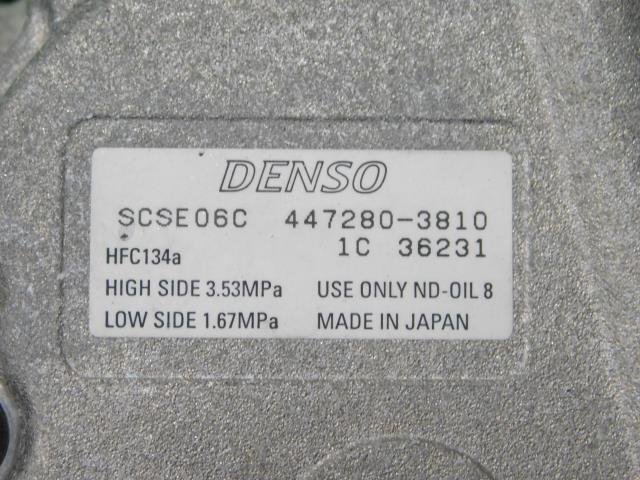 DENSO
SCSE06C 447280-3810
1C 36231
HFC134a
HIGH SIDE 3.53MPa USE ONLY ND-OIL 8
LOW SIDE 1.67MPa MADE IN JAPAN